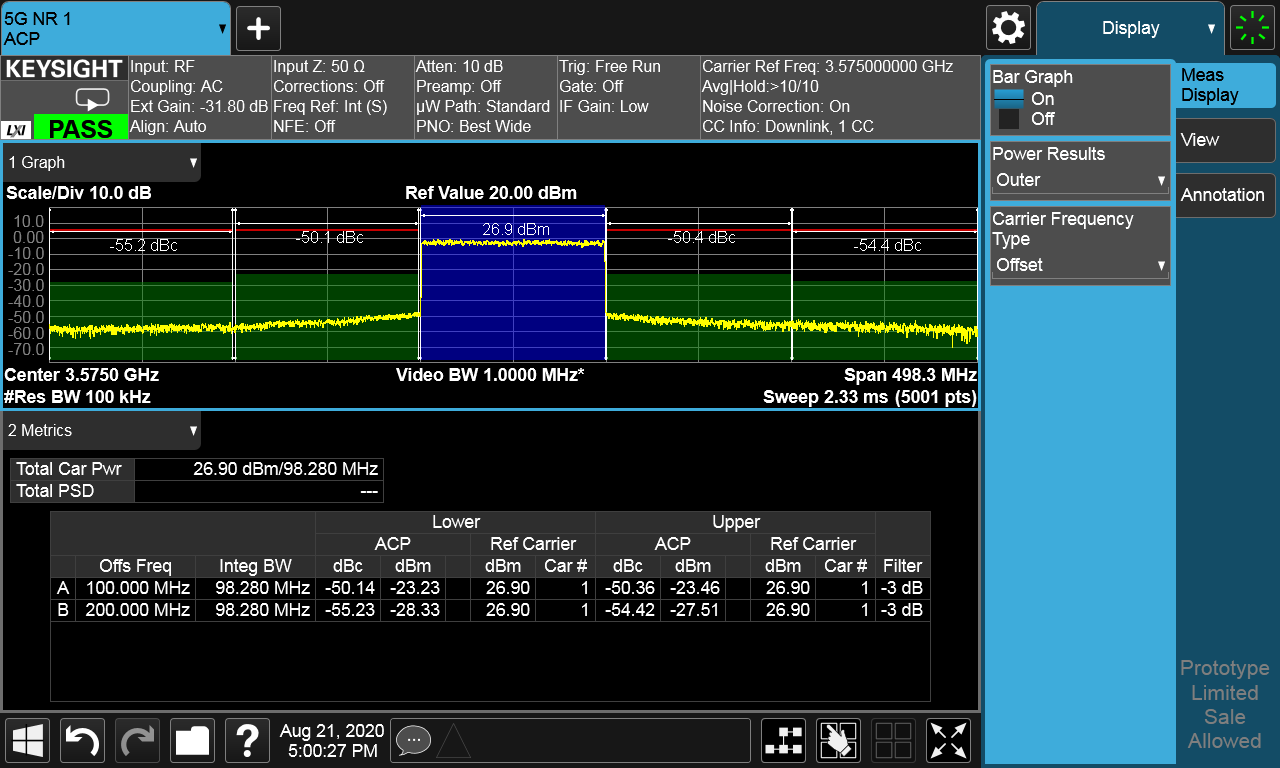 5G NR 1
ACP
Display
KEYSIGHT
LXI
PASS
Input: RF
Coupling: AC
Ext Gain: -31.80 dB
Align: Auto
Input Z: 50 Ω
Corrections: Off
Freq Ref: Int (S)
NFE: Off
Atten: 10 dB
Preamp: Off
µW Path: Standard
PNO: Best Wide
Trig: Free Run
Gate: Off
IF Gain: Low
Carrier Ref Freq: 3.575000000 GHz
Avg|Hold:>10/10
Noise Correction: On
CC Info: Downlink, 1 CC
1 Graph
Scale/Div 10.0 dB
Ref Value 20.00 dBm
10.0
0.00
-10.0
-20.0
-30.0
-40.0
-50.0
-60.0
-70.0
-55.2 dBc
-50.1 dBc
26.9 dBm
-50.4 dBc
-54.4 dBc
Center 3.5750 GHz
Video BW 1.0000 MHz*
Span 498.3 MHz
#Res BW 100 kHz
Sweep 2.33 ms (5001 pts)
2 Metrics
Total Car Pwr 26.90 dBm/98.280 MHz
Total PSD ---
Lower Upper
ACP Ref Carrier ACP Ref Carrier
Offs Freq Integ BW dBc dBm dBm Car # dBc dBm dBm Car # Filter
A 100.000 MHz 98.280 MHz -50.14 -23.23 26.90 1 -50.36 -23.46 26.90 1 -3 dB
B 200.000 MHz 98.280 MHz -55.23 -28.33 26.90 1 -54.42 -27.51 26.90 1 -3 dB
Aug 21, 2020
5:00:27 PM
Bar Graph
On
Off
Power Results
Outer
Carrier Frequency
Type
Offset
Meas
Display
View
Annotation
Prototype
Limited
Sale
Allowed